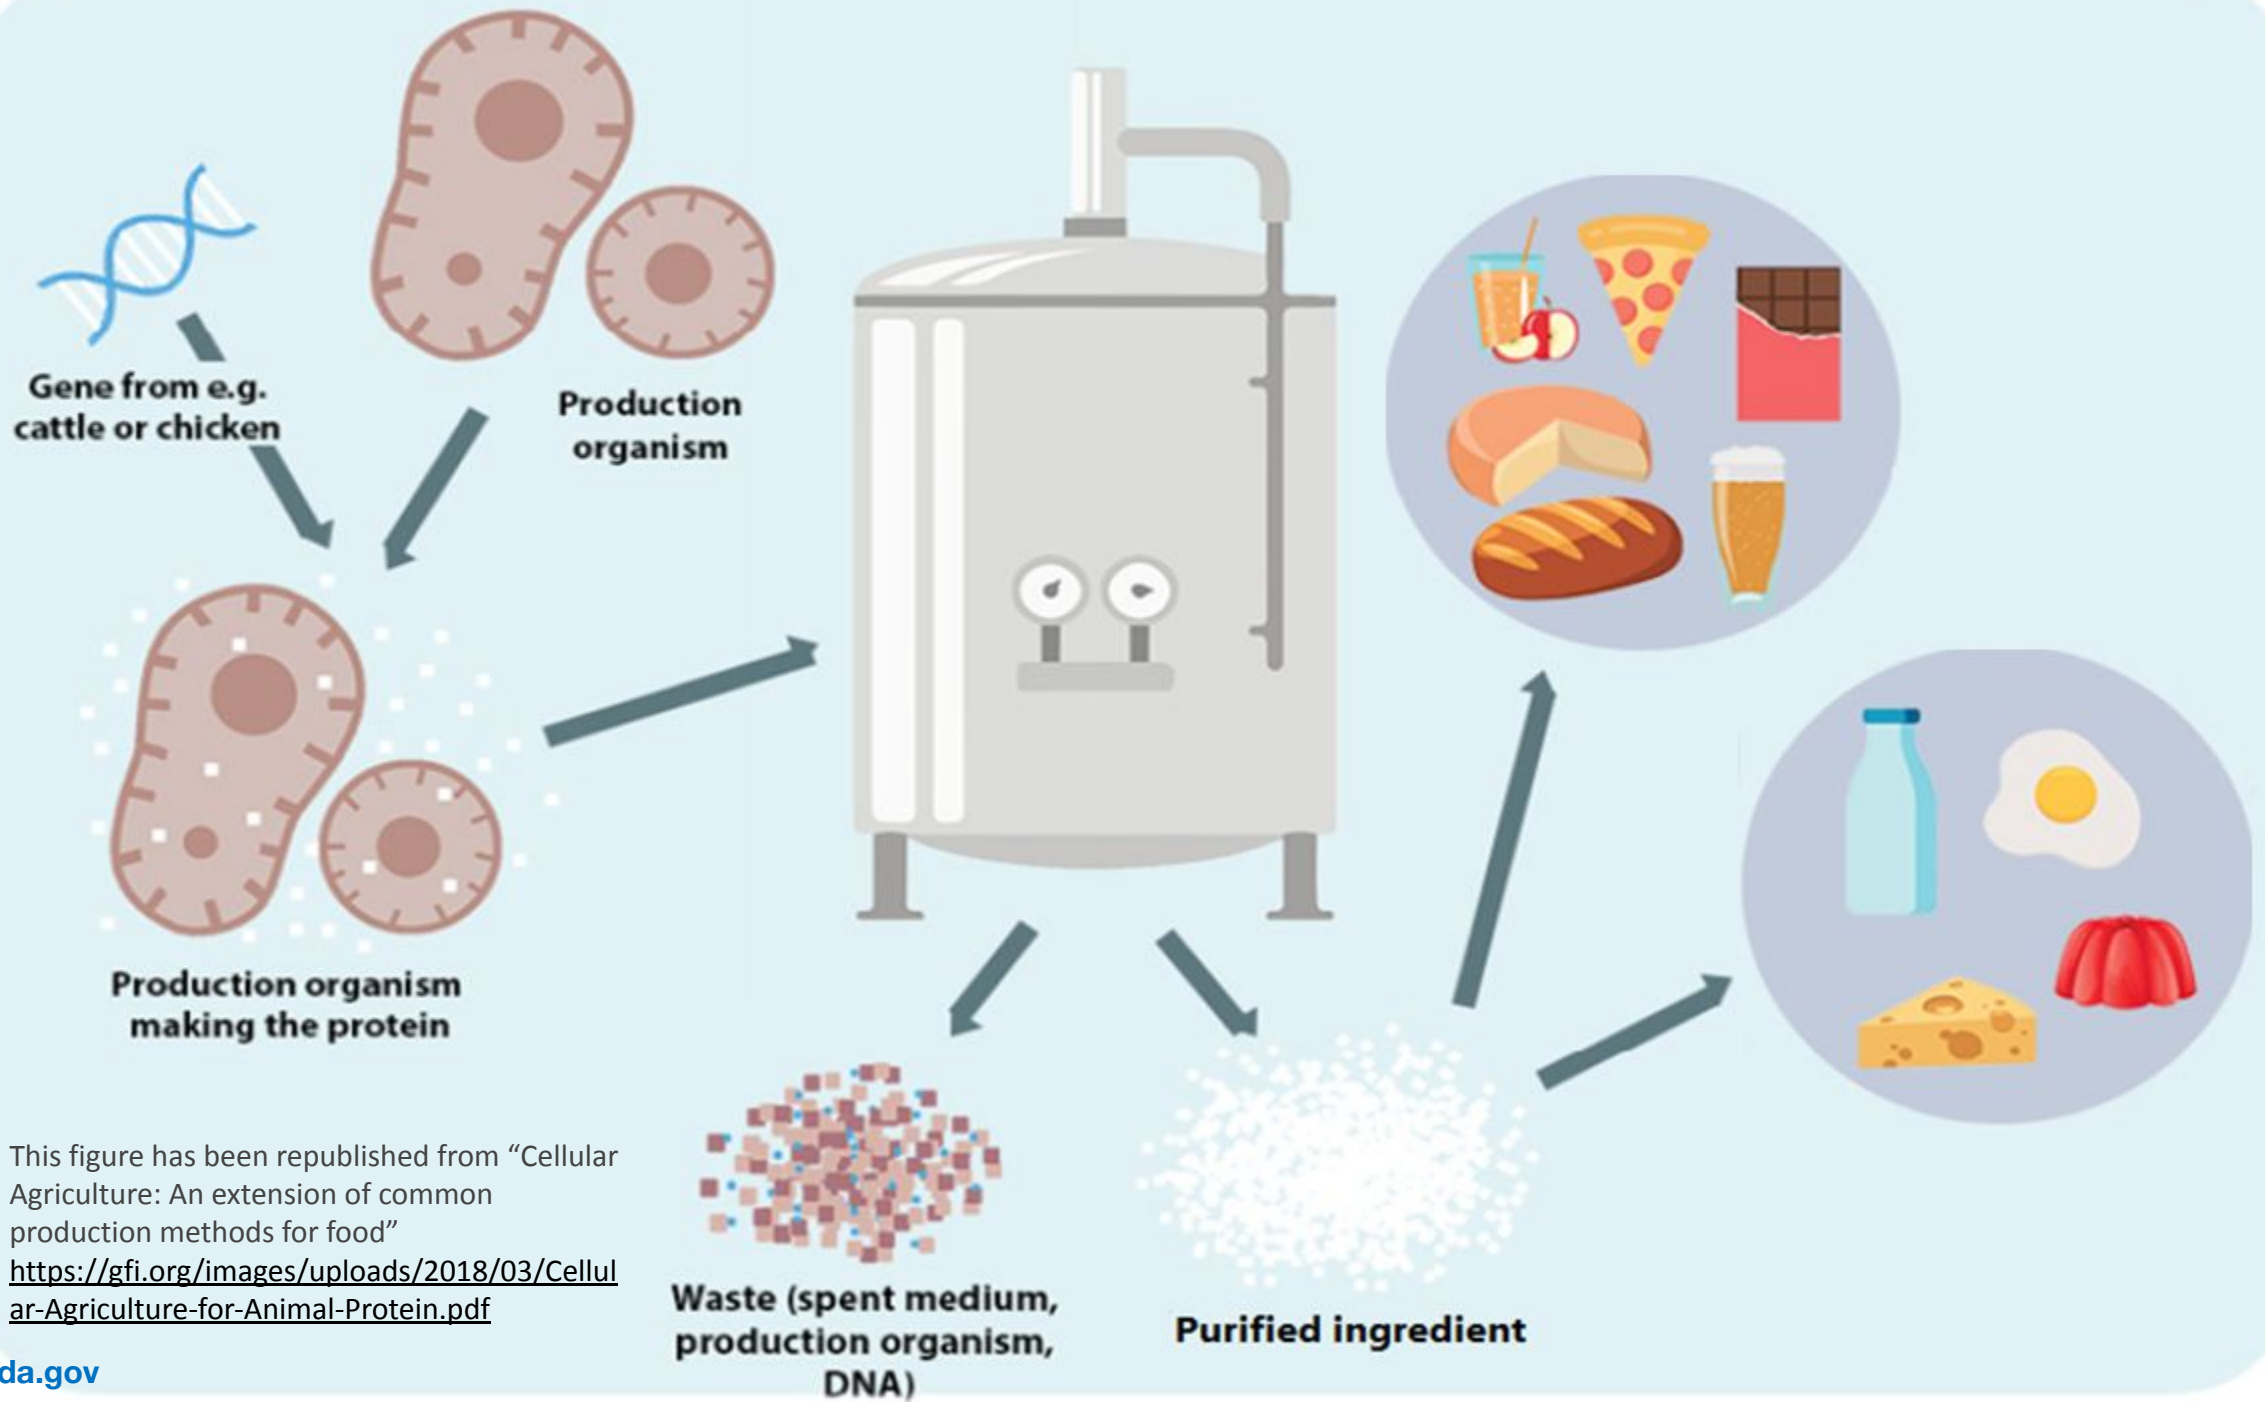 Gene from e.g.
cattle or chicken
Production
organism
Production organism
making the protein
This figure has been republished from “Cellular
Agriculture: An extension of common
production methods for food”
https://gfi.org/images/uploads/2018/03/Cellul
ar-Agriculture-for-Animal-Protein.pdf
Waste (spent medium,
production organism,
DNA)
Purified ingredient
da.gov